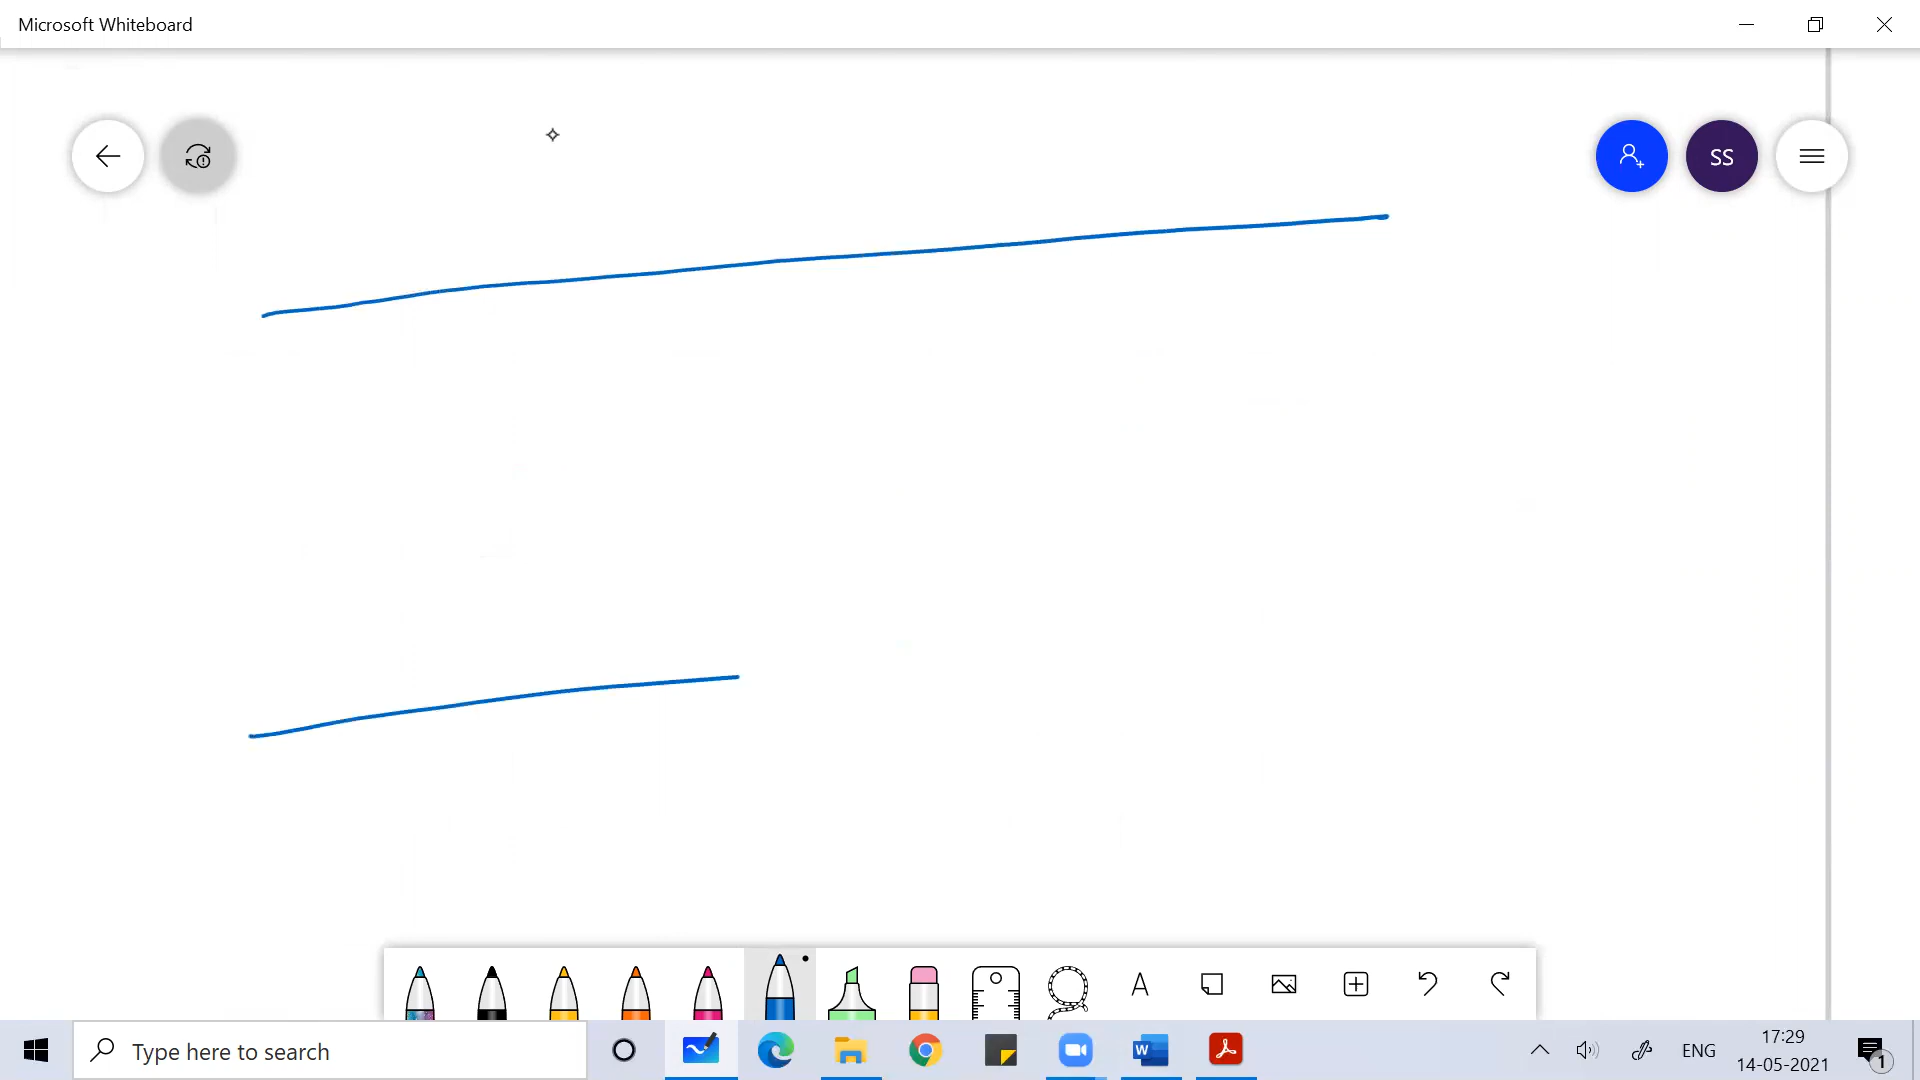 Microsoft Whiteboard
SS
A
Type here to search
W
ENG
17:29
14-05-2021
1